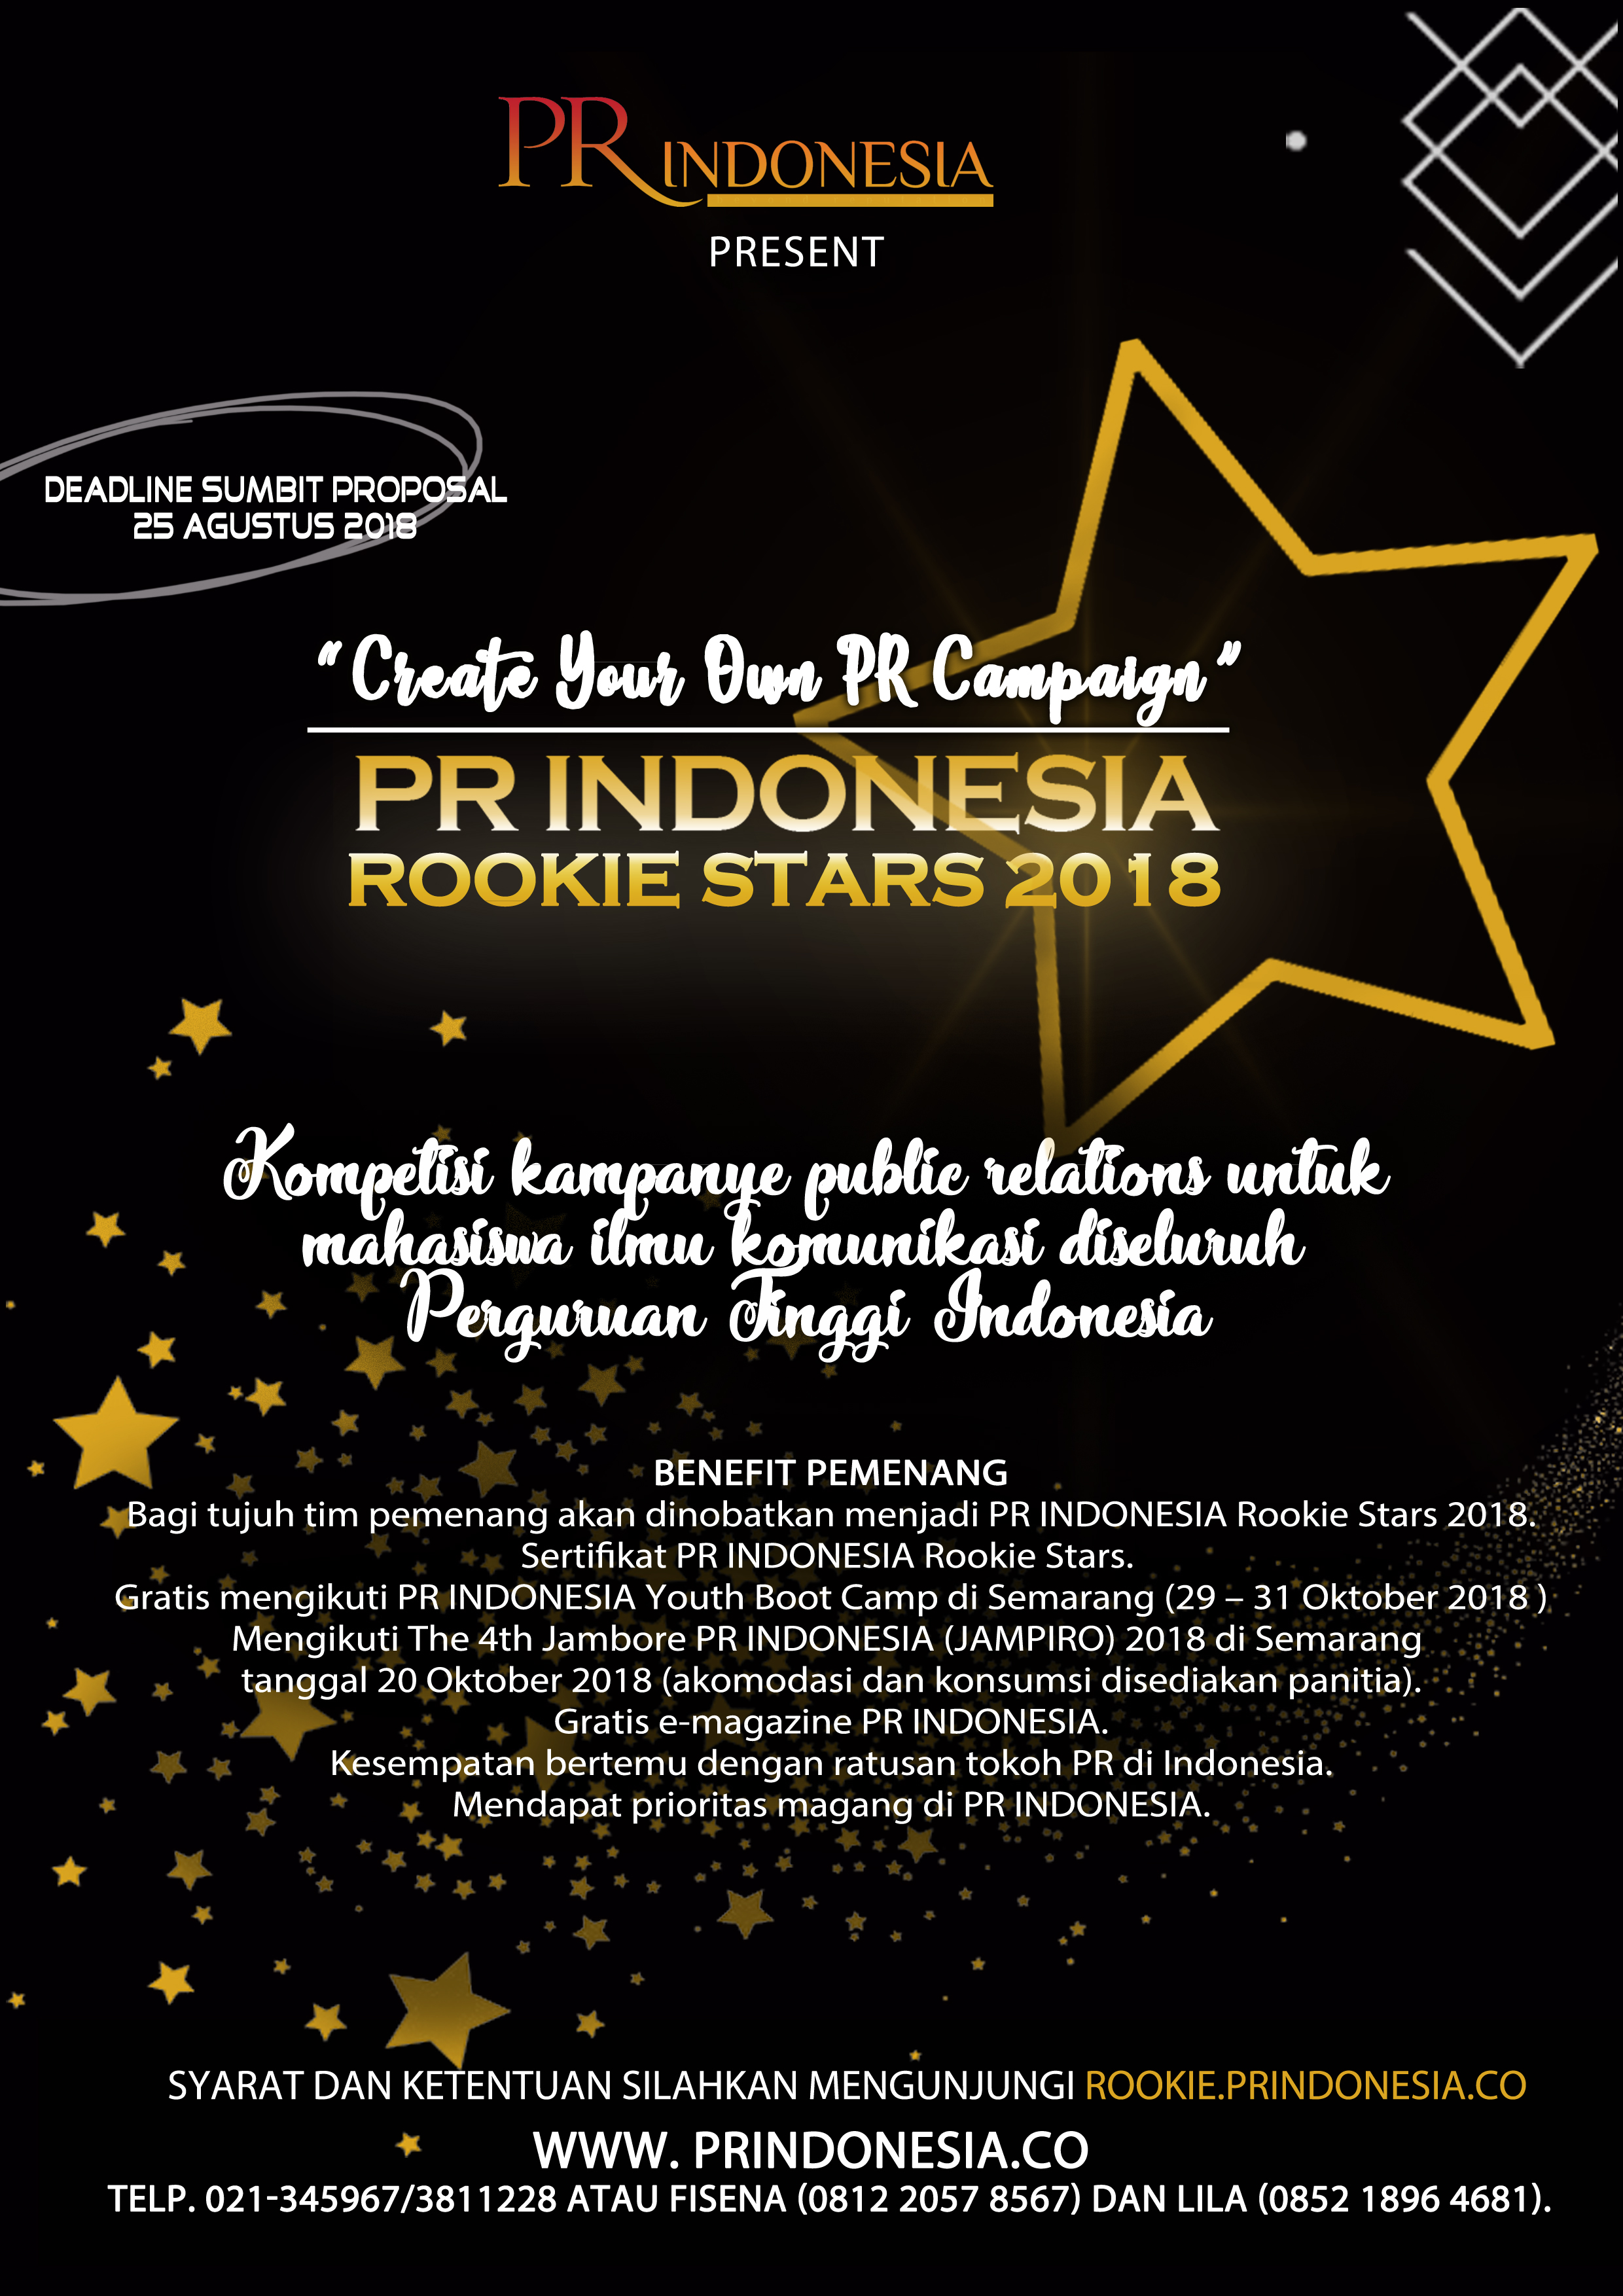 PR INDONESIA
PRESENT
DEADLINE SUMBIT PROPOSAL
25 AGUSTUS 2018
“Create Your Own PR Campaign”
PR INDONESIA
ROOKIE STARS 2018
Kompetisi kampanye public relations untuk
mahasiswa ilmu komunikasi diseluruh
Perguruan Tinggi Indonesia
BENEFIT PEMENANG
Bagi tujuh tim pemenang akan dinobatkan menjadi PR INDONESIA Rookie Stars 2018.
Sertifikat PR INDONESIA Rookie Stars.
Gratis mengikuti PR INDONESIA Youth Boot Camp di Semarang (29 – 31 Oktober 2018 )
Mengikuti The 4th Jambore PR INDONESIA (JAMPIRO) 2018 di Semarang
tanggal 20 Oktober 2018 (akomodasi dan konsumsi disediakan panitia).
Gratis e-magazine PR INDONESIA.
Kesempatan bertemu dengan ratusan tokoh PR di Indonesia.
Mendapat prioritas magang di PR INDONESIA.
SYARAT DAN KETENTUAN SILAHKAN MENGUNJUNGI ROOKIE.PRINDONESIA.CO
WWW. PRINDONESIA.CO
TELP. 021-345967/3811228 ATAU FISENA (0812 2057 8567) DAN LILA (0852 1896 4681).